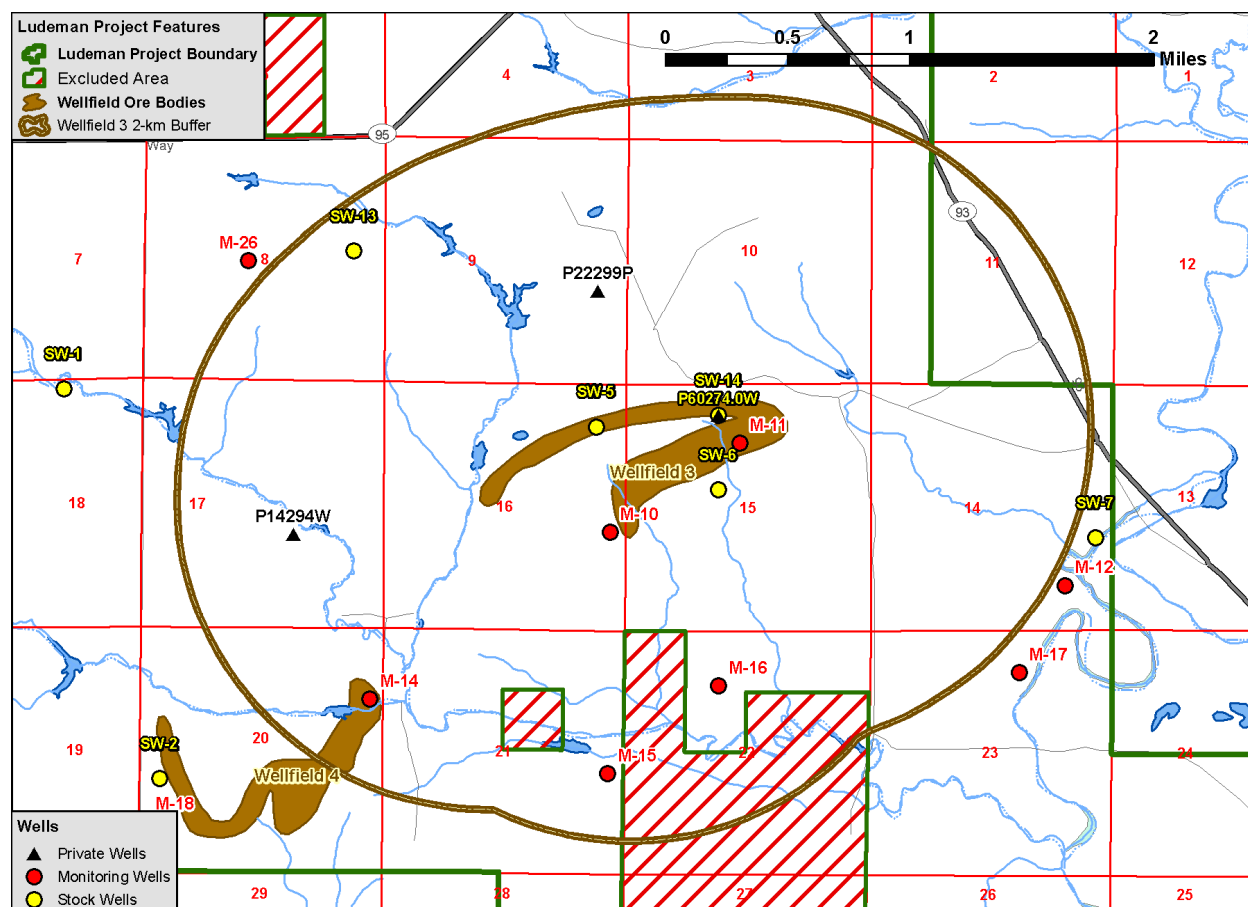 Ludeman Project Features
Ludeman Project Boundary
Excluded Area
Wellfield Ore Bodies
Wellfield 3 2-km Buffer
0 0.5 1 2
Miles
4 3 2 1
95
Way
93
SW-13
M-26
7 8 9 10 11 12
P22299P
SW-1
SW-14
SW-5
P60274.0W
M-11
SW-6
Wellfield 3
18 17 16 15 14 13
M-10
SW-7
P14294W
M-12
M-17
M-16
M-14
19 20 21 22 23 24
SW-2
Wellfield 4
M-15
M-18
Wells
Private Wells
Monitoring Wells
Stock Wells
29 28 27 26 25